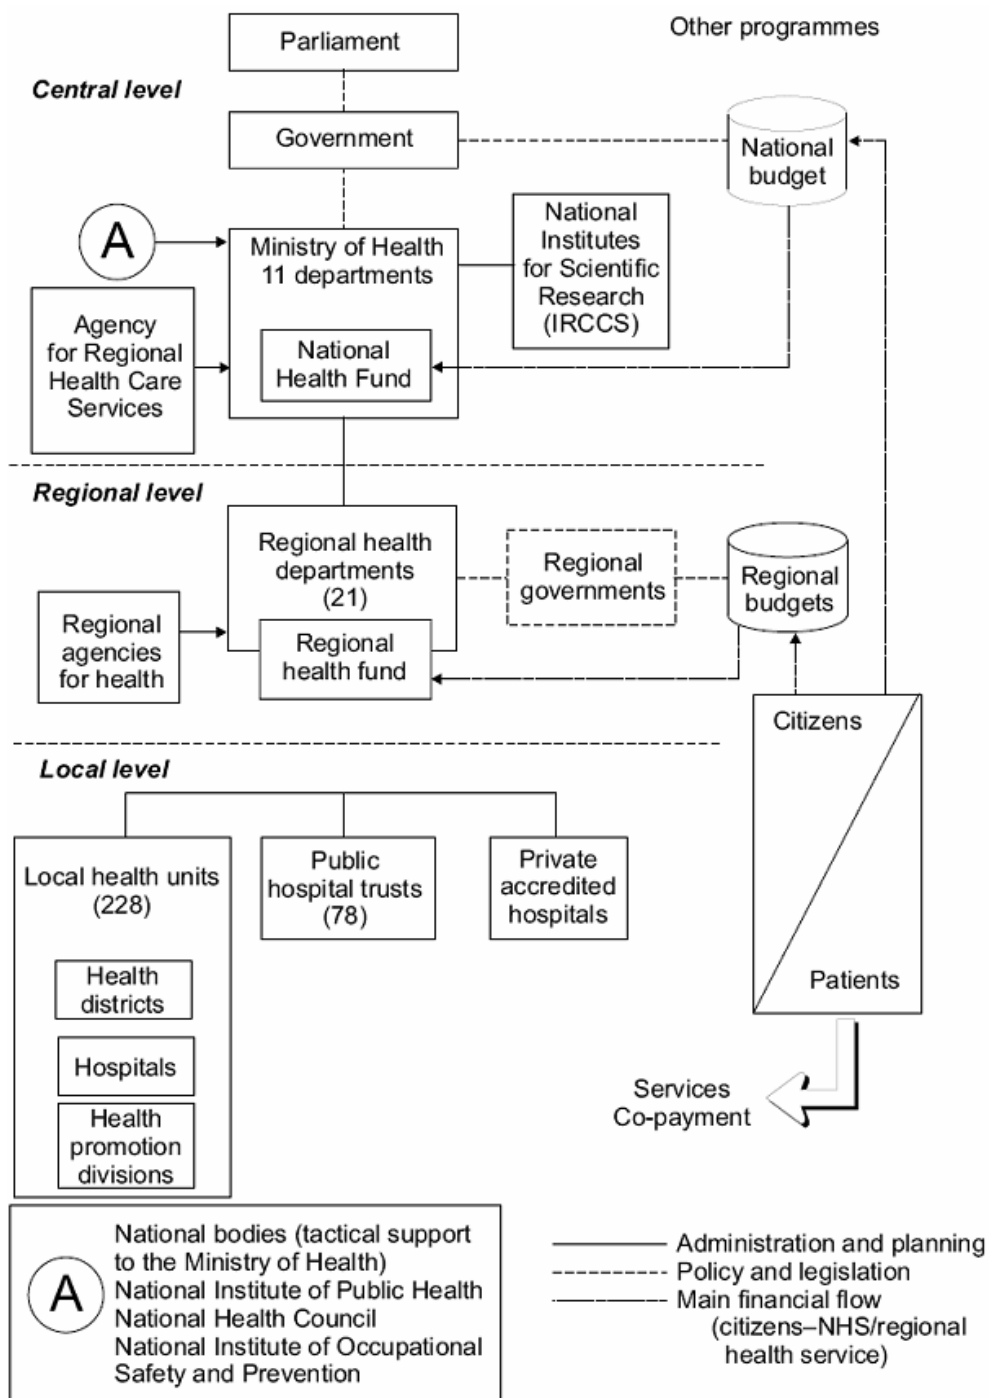 Parliament
Other programmes
Central level
Government
National
budget
A
Ministry of Health
11 departments
National
Institutes
for Scientific
Research
(IRCCS)
Agency
for Regional
Health Care
Services
National
Health Fund
Regional level
Regional health
departments
(21)
Regional
governments
Regional
budgets
Regional
agencies
for health
Regional
health fund
Citizens
Patients
Local level
Local health units
(228)
Public
hospital trusts
(78)
Private
accredited
hospitals
Health
districts
Hospitals
Health
promotion
divisions
Services
Co-payment
A
National bodies (tactical support
to the Ministry of Health)
National Institute of Public Health
National Health Council
National Institute of Occupational
Safety and Prevention
Administration and planning
Policy and legislation
Main financial flow
(citizens–NHS/regional
health service)